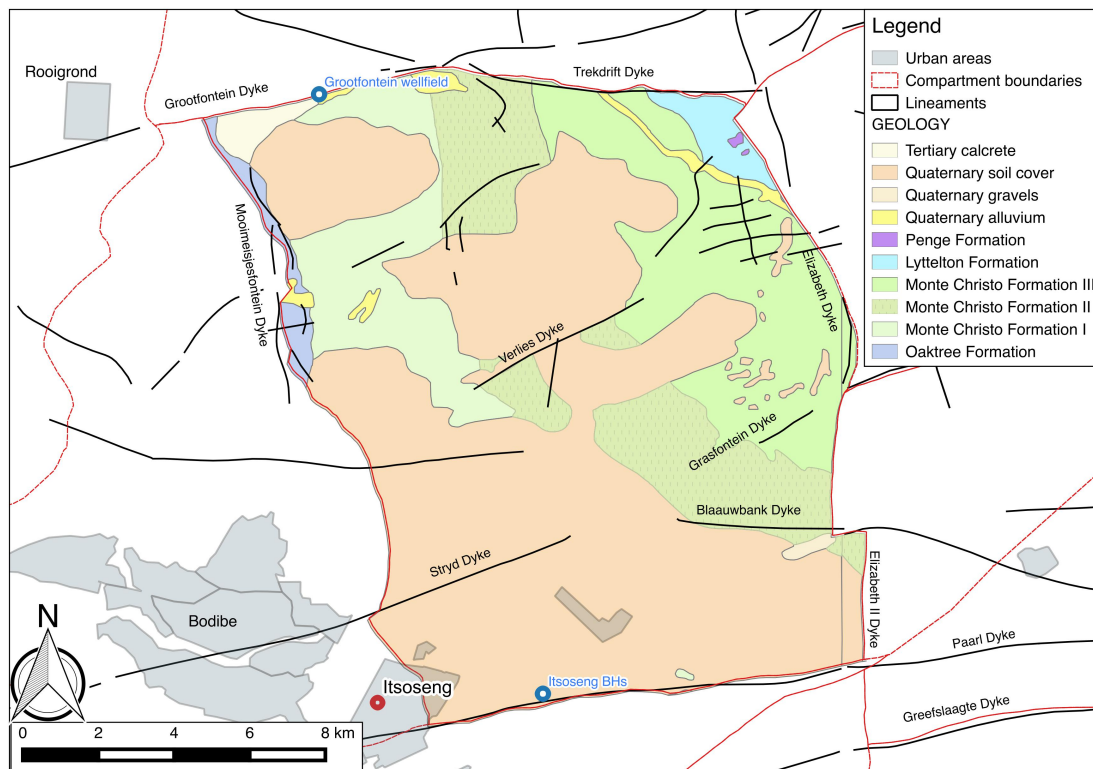 Rooigrond
Grootfontein wellfield
Trekdrift Dyke
Grootfontein Dyke
Mooimeisjesfontein Dyke
Elizabeth Dyke
Verlies Dyke
Grasfontein Dyke
Blaauwbank Dyke
Stryd Dyke
Elizabeth II Dyke
Bodibe
Paarl Dyke
Itsoseng
Itsoseng BHs
Greefslaagte Dyke
N
0 2 4 6 8 km
Legend
Urban areas
Compartment boundaries
Lineaments
GEOLOGY
Tertiary calcrete
Quaternary soil cover
Quaternary gravels
Quaternary alluvium
Penge Formation
Lyttelton Formation
Monte Christo Formation III
Monte Christo Formation II
Monte Christo Formation I
Oaktree Formation